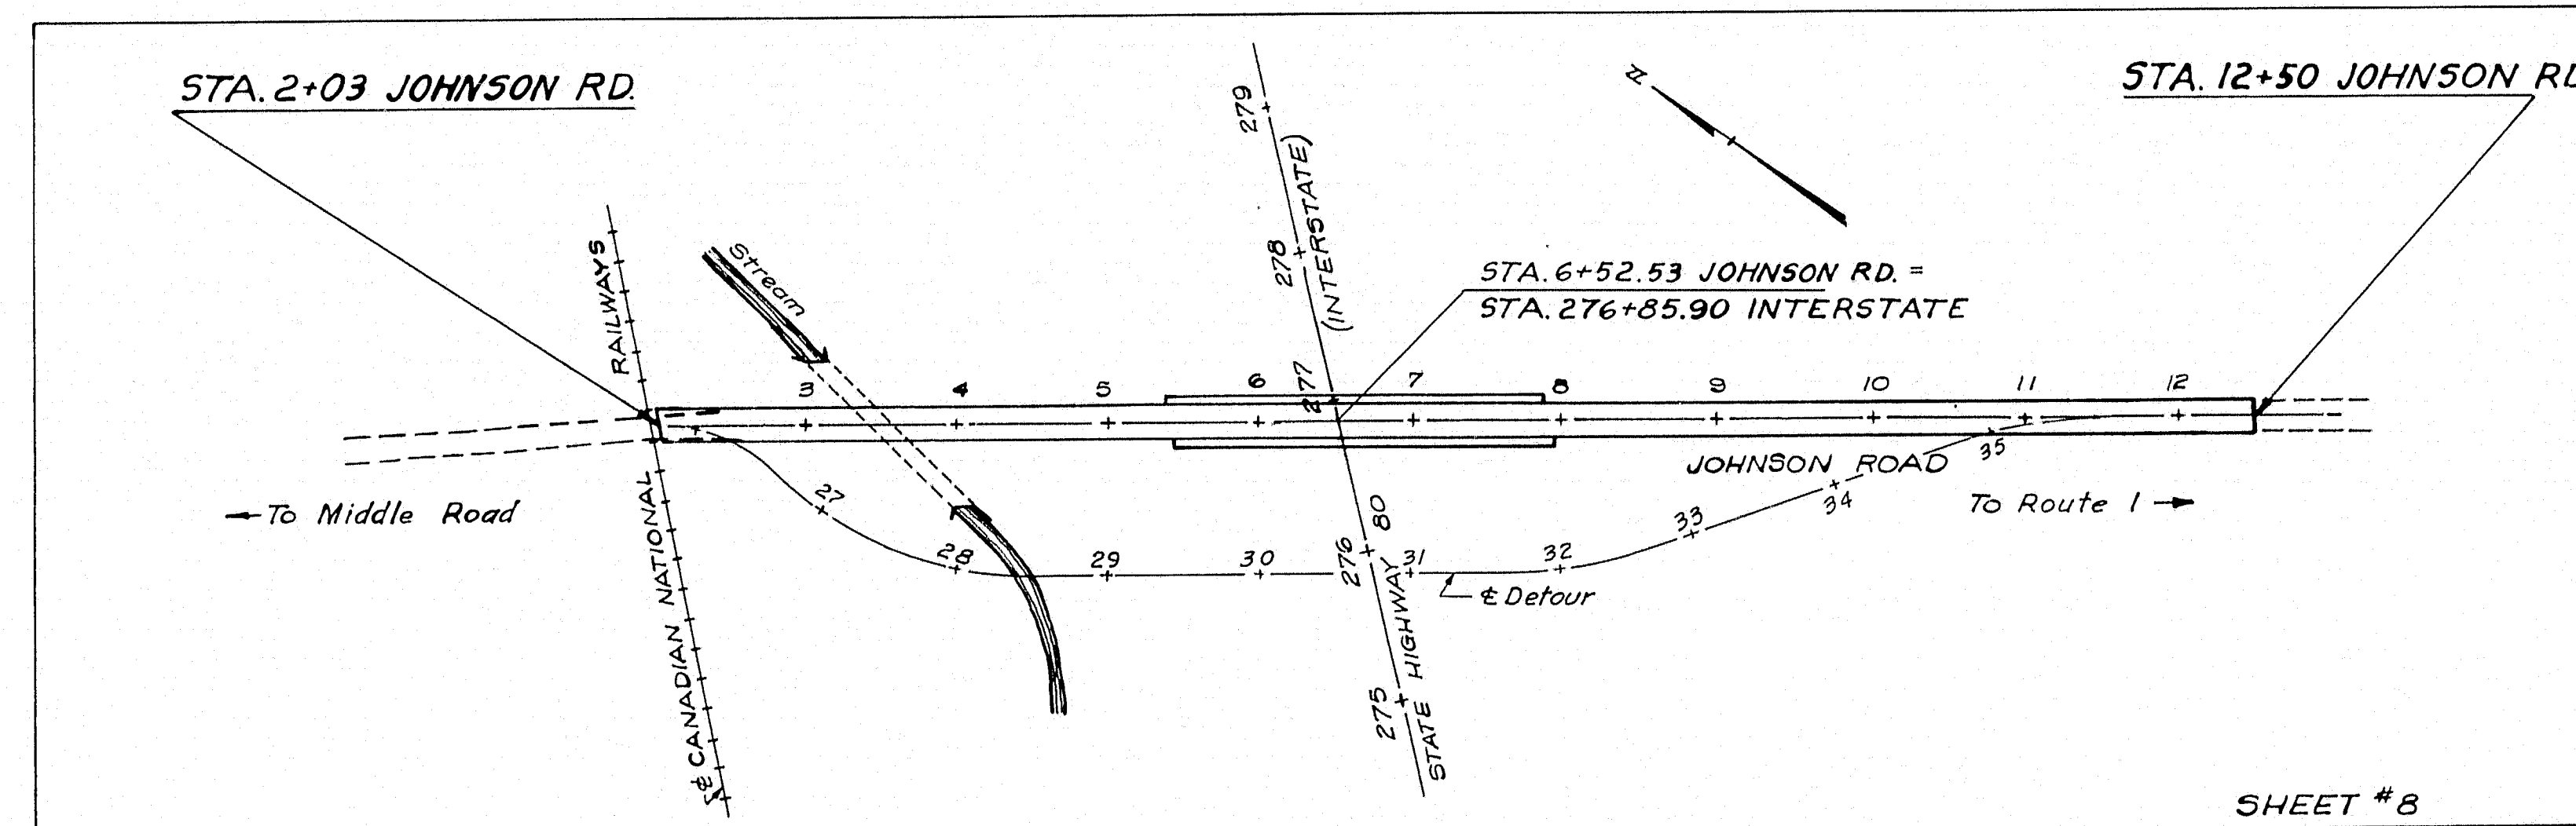 STA. 2+03 JOHNSON RD.
STA. 12+50 JOHNSON RD
N
279
278
(INTERSTATE)
277
STA. 6+52.53 JOHNSON RD. =
STA. 276+85.90 INTERSTATE
Stream
RAILWAYS
3 4 5 6 7 8 9 10 11 12
JOHNSON ROAD
←To Middle Road
To Route 1→
27 28 29 30 31 32 33 34 35
276
275
STATE HIGHWAY 80
℄ Detour
℄ CANADIAN NATIONAL
SHEET #8